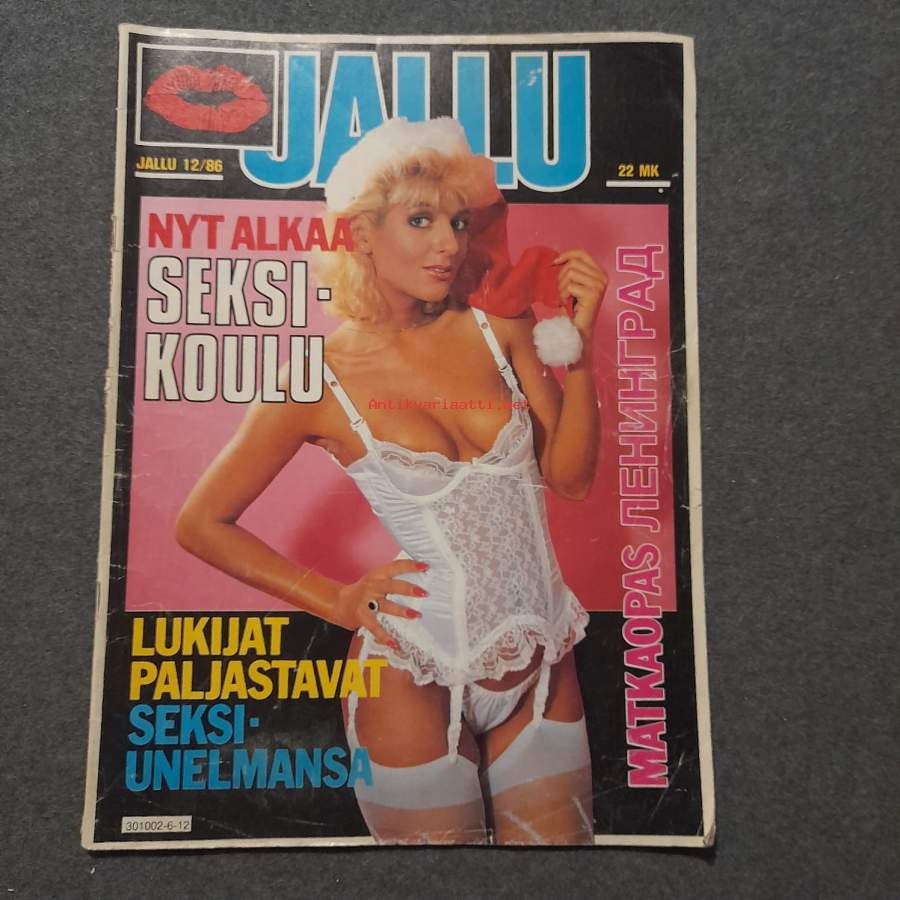 JALLU
JALLU 12/86
22 MK
NYT ALKAA
SEKSI-
KOULU
Antikvariaatti.net
MATKAOPAS ЛЕНИНГРАД
LUKIJAT
PALJASTAVAT
SEKSI-
UNELMANSA
301002-6-12